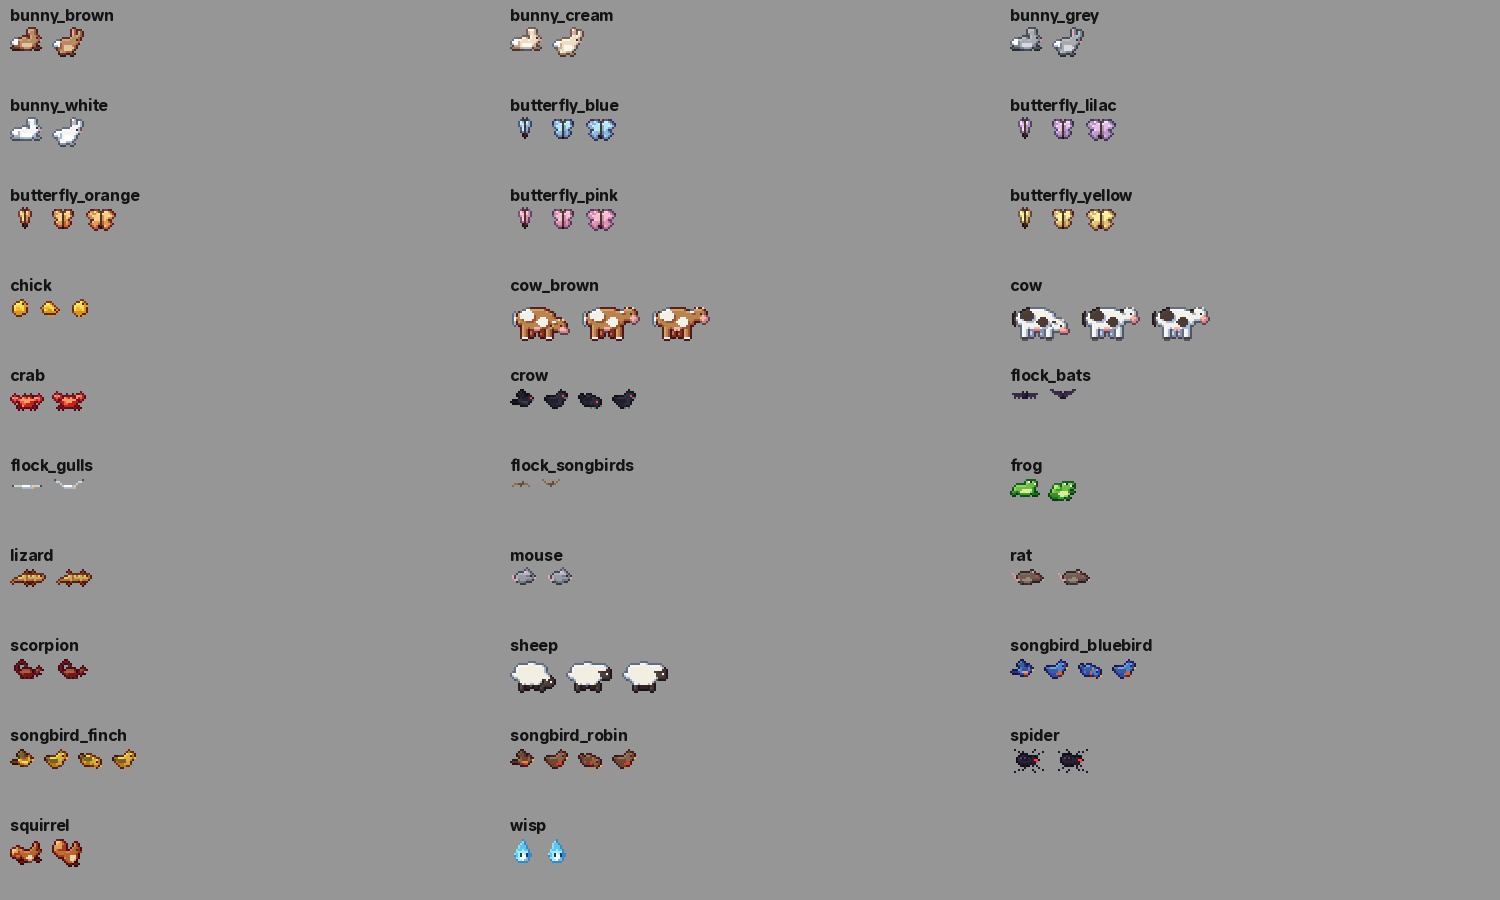 bunny_brown
bunny_cream
bunny_grey
bunny_white
butterfly_blue
butterfly_lilac
butterfly_orange
butterfly_pink
butterfly_yellow
chick
cow_brown
cow
crab
crow
flock_bats
flock_gulls
flock_songbirds
frog
lizard
mouse
rat
scorpion
sheep
songbird_bluebird
songbird_finch
songbird_robin
spider
squirrel
wisp